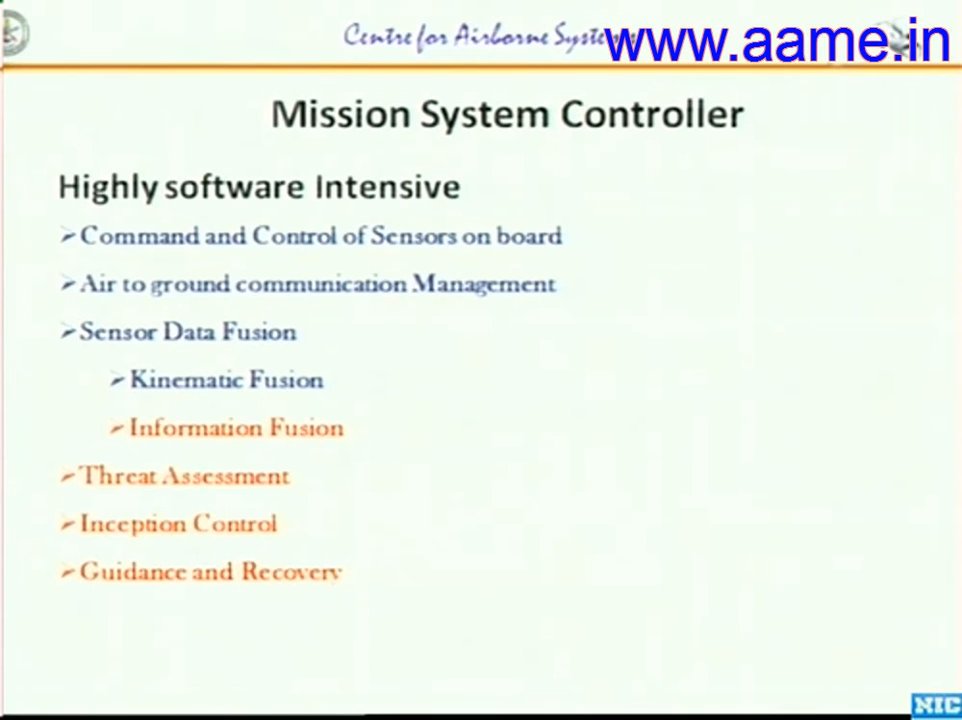 Centre for Airborne Syste
www.aame.in
Mission System Controller
Highly software Intensive
➢Command and Control of Sensors on board
➢Air to ground communication Management
➢Sensor Data Fusion
➢Kinematic Fusion
➢Information Fusion
➢Threat Assessment
➢Inception Control
➢Guidance and Recovery
NIC